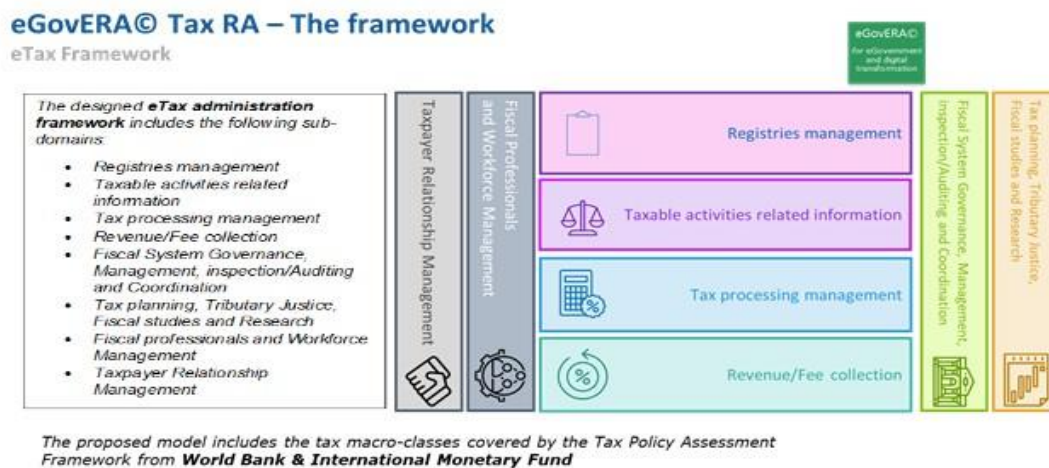 eGovERA© Tax RA – The framework
eTax Framework
eGovERA©
for eGovernment
and digital
transformation
The designed eTax administration
framework includes the following sub-
domains:
• Registries management
• Taxable activities related
information
• Tax processing management
• Revenue/Fee collection
• Fiscal System Governance,
Management, inspection/Auditing
and Coordination
• Tax planning, Tributary Justice,
Fiscal studies and Research
• Fiscal professionals and Workforce
Management
• Taxpayer Relationship
Management
Taxpayer Relationship Management
Fiscal Professionals
and Workforce Management
Registries management
Taxable activities related information
Tax processing management
Revenue/Fee collection
Fiscal System Governance, Management,
inspection/Auditing and Coordination
Tax planning, Tributary Justice,
Fiscal studies and Research
The proposed model includes the tax macro-classes covered by the Tax Policy Assessment
Framework from World Bank & International Monetary Fund